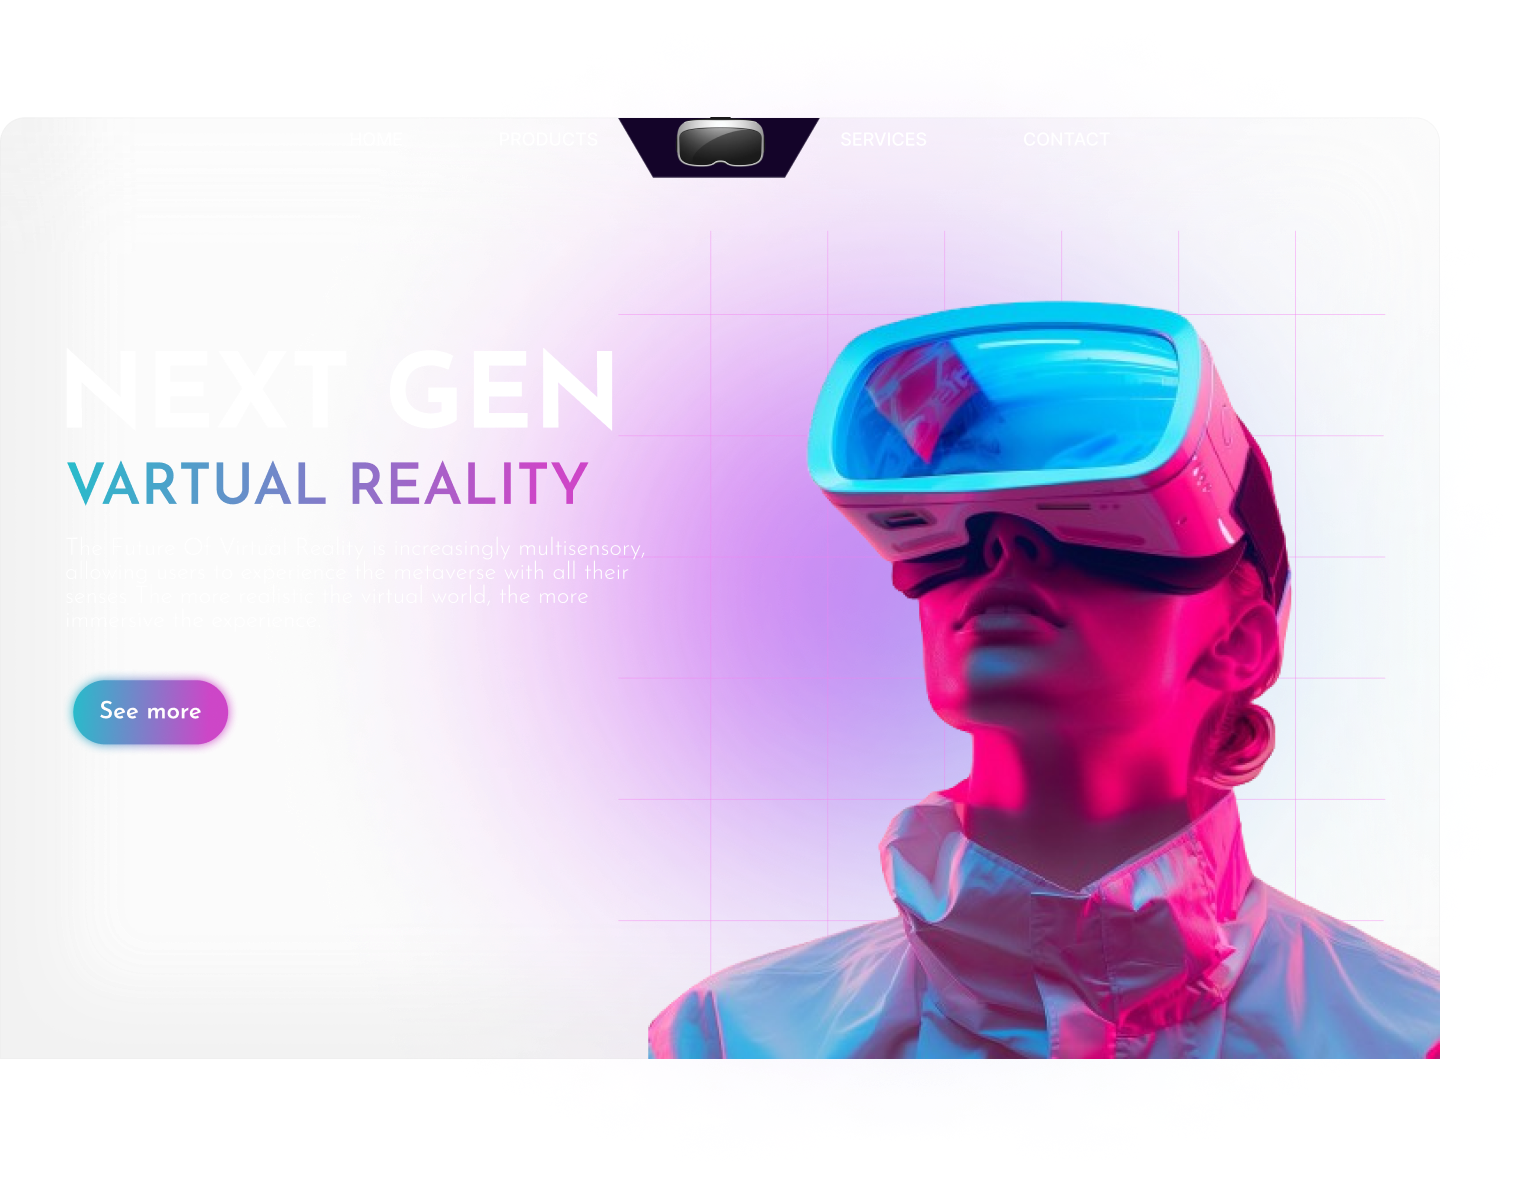 HOME PRODUCTS SERVICES CONTACT
NEXT GEN
VARTUAL REALITY
The Future Of Virtual Reality is increasingly multisensory,
allowing users to experience the metaverse with all their
senses The more realistic the virtual world, the more
immersive the experience
See more